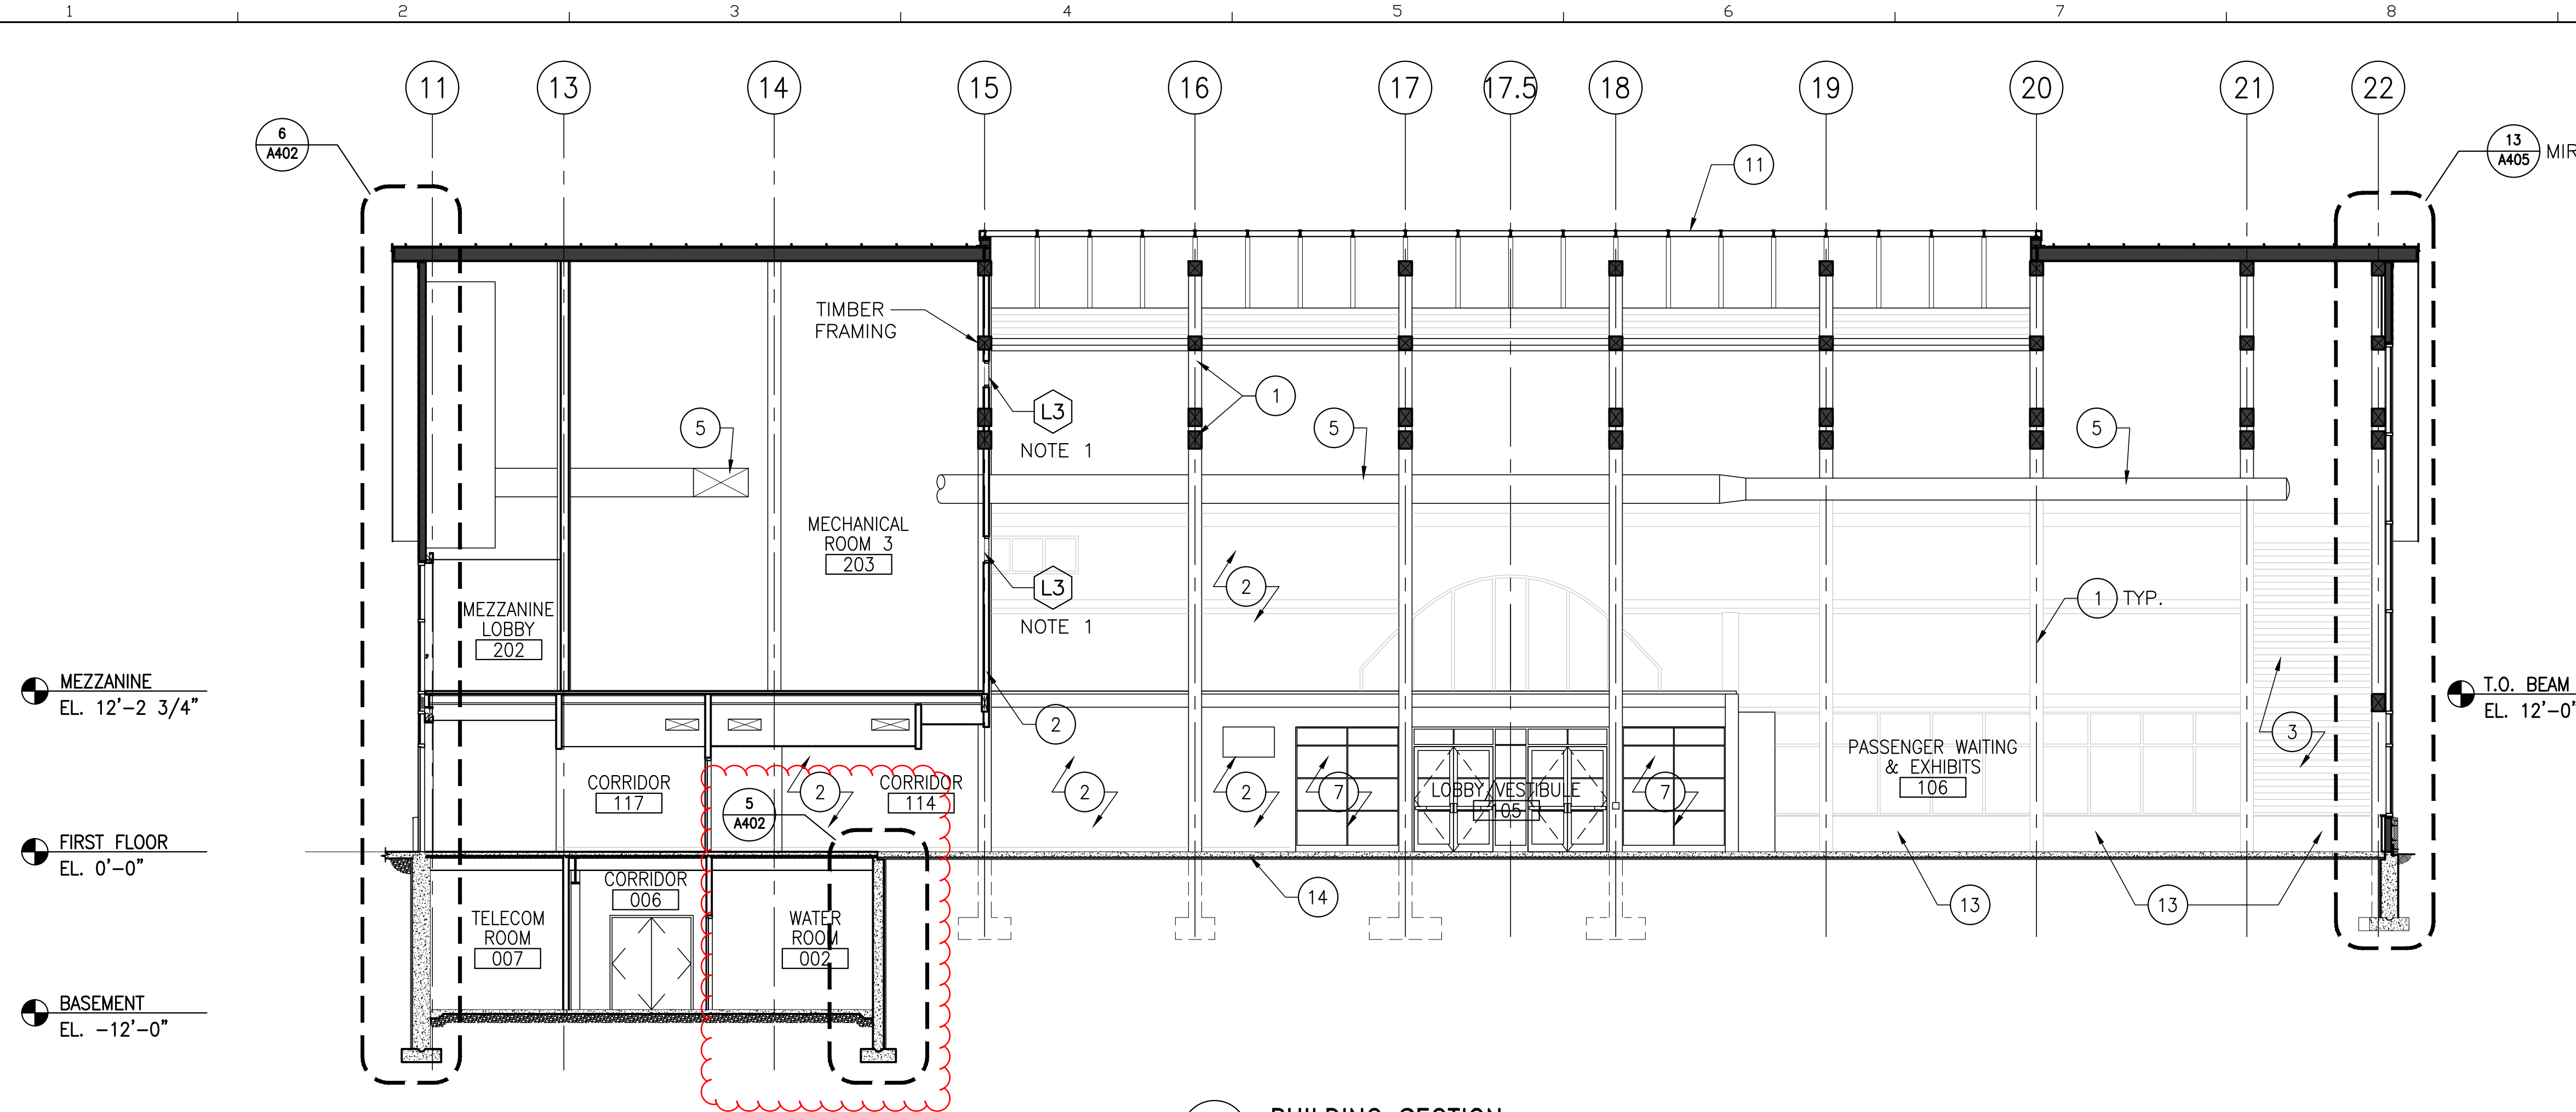 1 2 3 4 5 6 7 8
11 13 14 15 16 17 17.5 18 19 20 21 22
6
A402
13
A405
11
TIMBER
FRAMING
1
5
L3
NOTE 1
5
5
MECHANICAL
ROOM 3
203
L3
NOTE 1
2
1 TYP.
MEZZANINE
LOBBY
202
MEZZANINE
EL. 12'-2 3/4"
T.O. BEAM
EL. 12'-0"
2
3
PASSENGER WAITING
& EXHIBITS
106
CORRIDOR
117
5
A402
2
CORRIDOR
114
2
2
7
LOBBY/VESTIBULE
105
7
FIRST FLOOR
EL. 0'-0"
CORRIDOR
006
14
13
13
TELECOM
ROOM
007
WATER
ROOM
002
BASEMENT
EL. -12'-0"
BUILDING SECTION